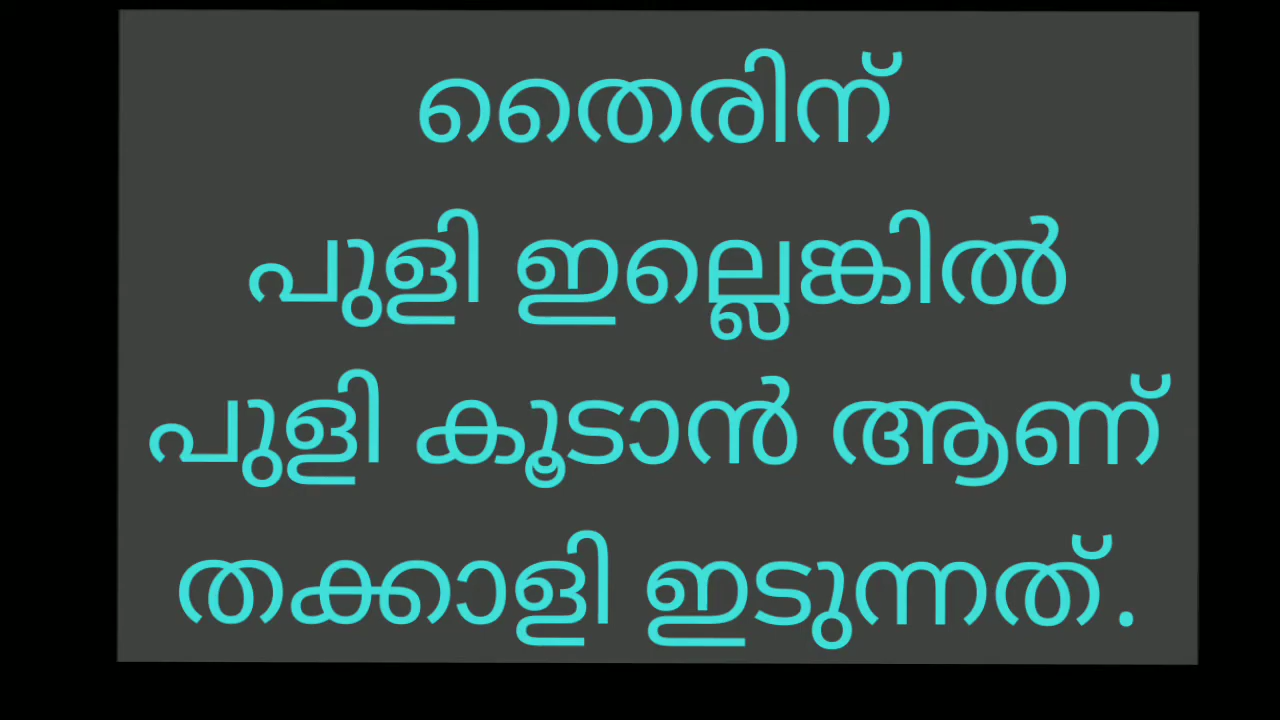 തൈരിന്
പുളി ഇല്ലെങ്കിൽ
പുളി കൂടാൻ ആണ്
തക്കാളി ഇടുന്നത്.